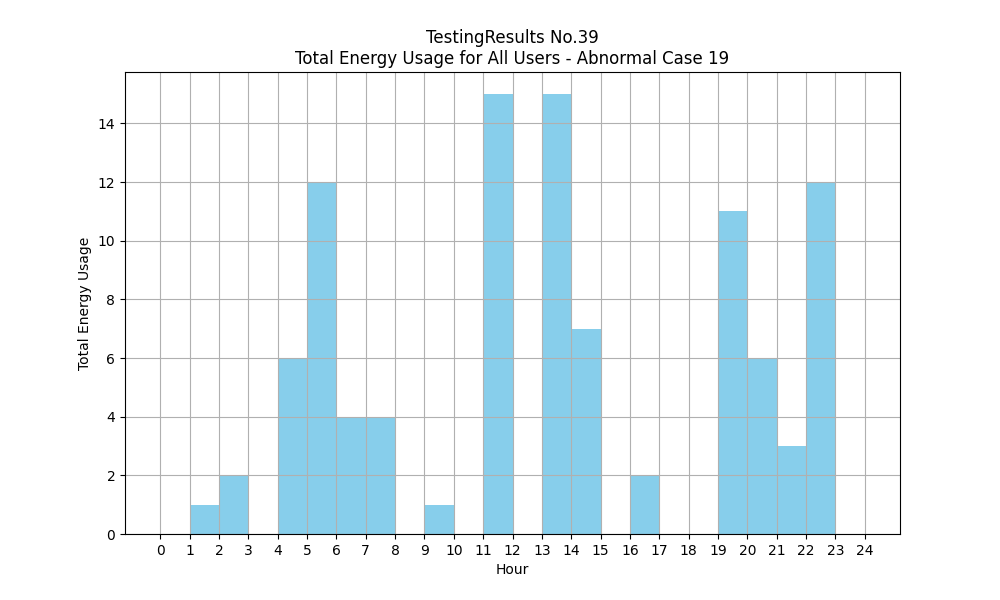 TestingResults No.39
Total Energy Usage for All Users - Abnormal Case 19
Total Energy Usage
14
12
10
8
6
4
2
0
0 1 2 3 4 5 6 7 8 9 10 11 12 13 14 15 16 17 18 19 20 21 22 23 24
Hour